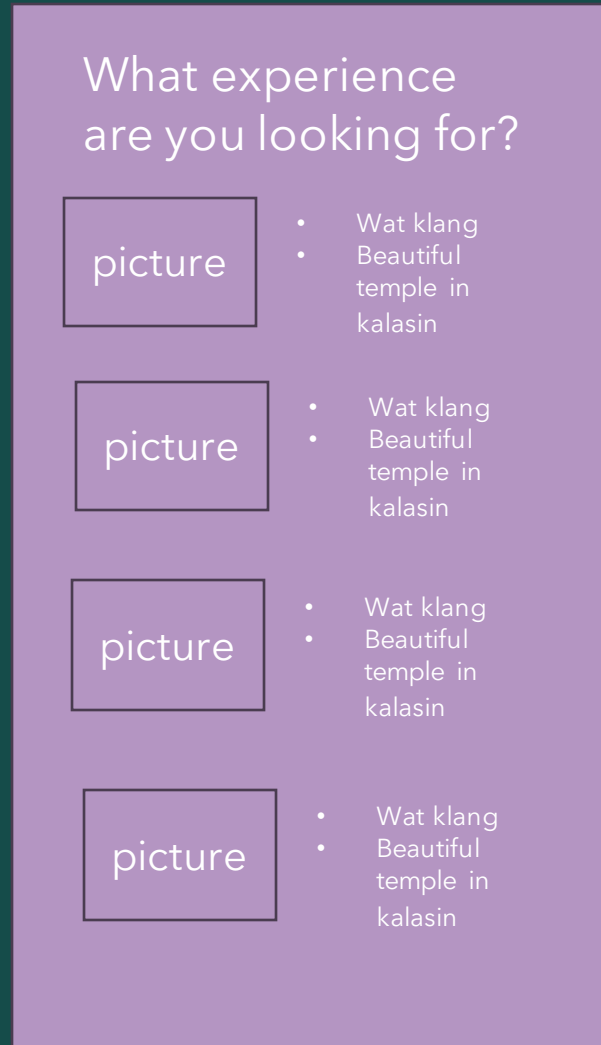 What experience
are you looking for?
picture
• Wat klang
• Beautiful
temple in
kalasin
picture
• Wat klang
• Beautiful
temple in
kalasin
picture
• Wat klang
• Beautiful
temple in
kalasin
picture
• Wat klang
• Beautiful
temple in
kalasin